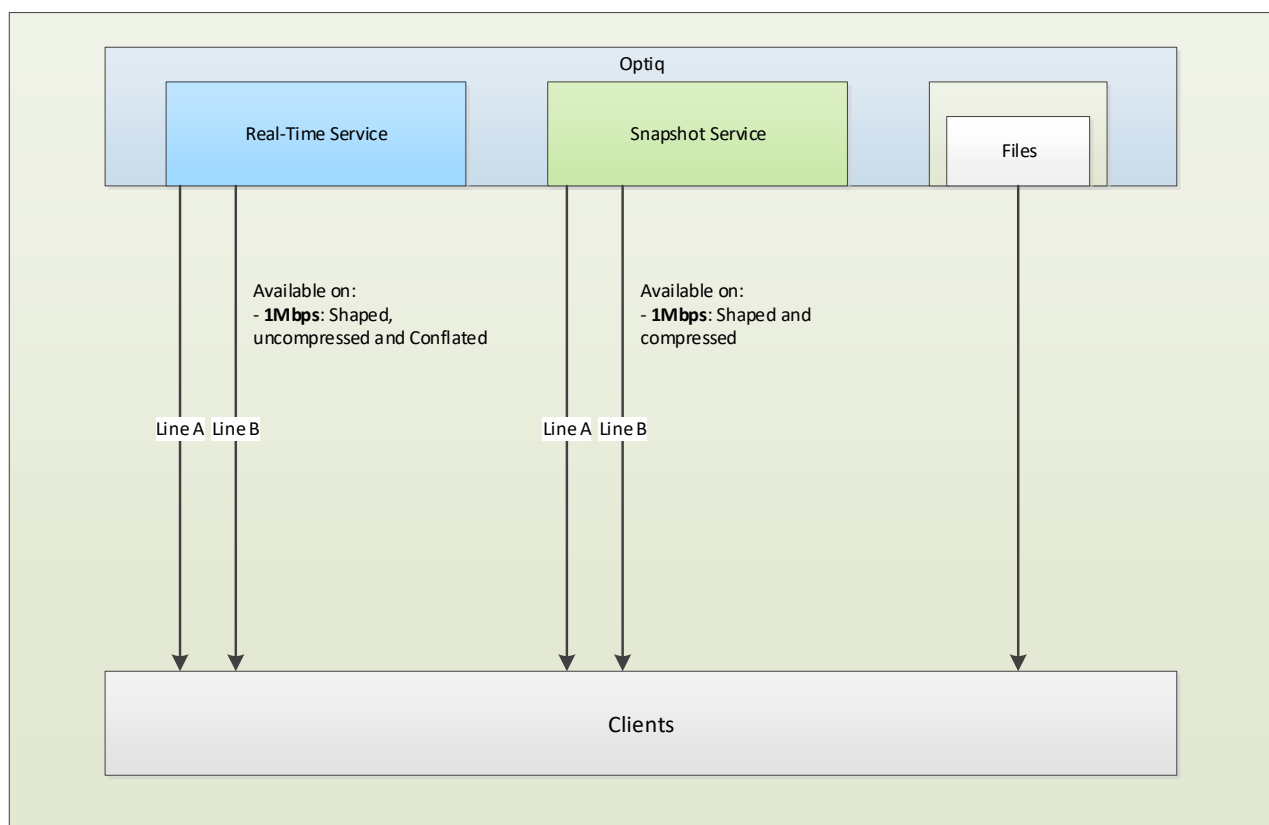 Optiq
Real-Time Service
Snapshot Service
Files
Available on:
- 1Mbps: Shaped,
uncompressed and Conflated
Available on:
- 1Mbps: Shaped and
compressed
Line A
Line B
Line A
Line B
Clients